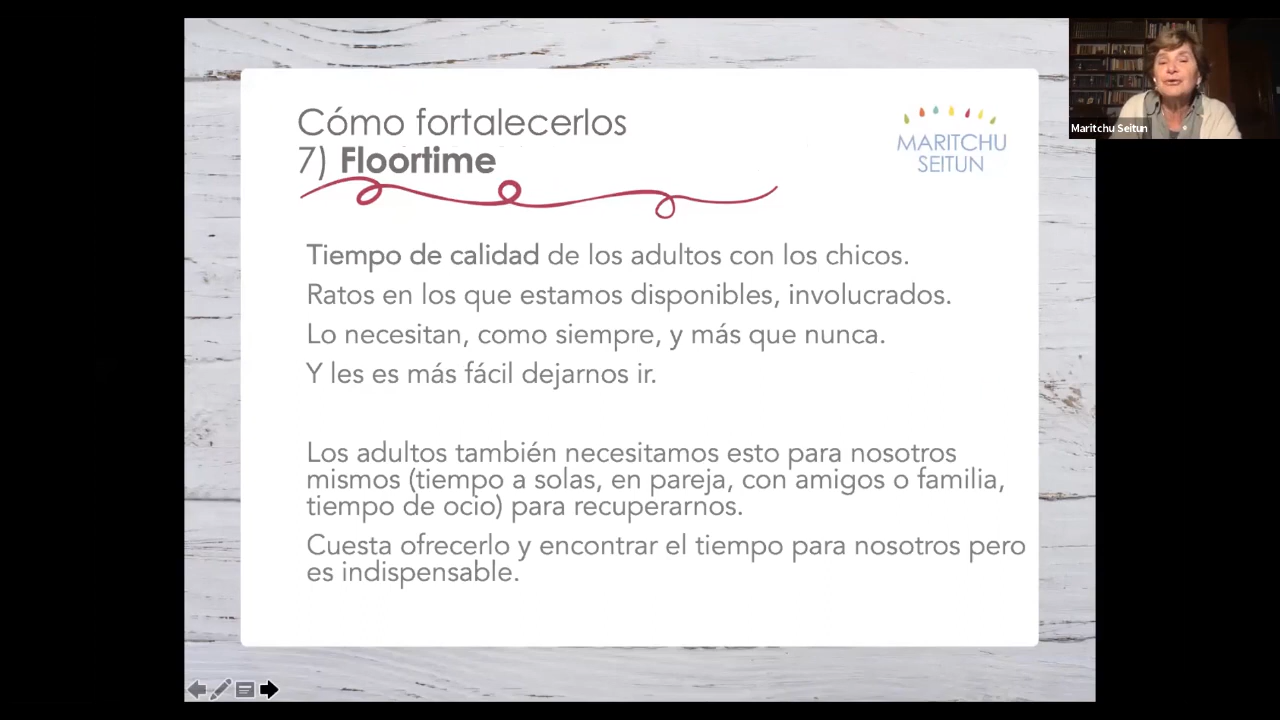 Cómo fortalecerlos
7) Floortime
MARITCHU
SEITUN
Maritchu Seitun
Tiempo de calidad de los adultos con los chicos.
Ratos en los que estamos disponibles, involucrados.
Lo necesitan, como siempre, y más que nunca.
Y les es más fácil dejarnos ir.
Los adultos también necesitamos esto para nosotros
mismos (tiempo a solas, en pareja, con amigos o familia,
tiempo de ocio) para recuperarnos.
Cuesta ofrecerlo y encontrar el tiempo para nosotros pero
es indispensable.